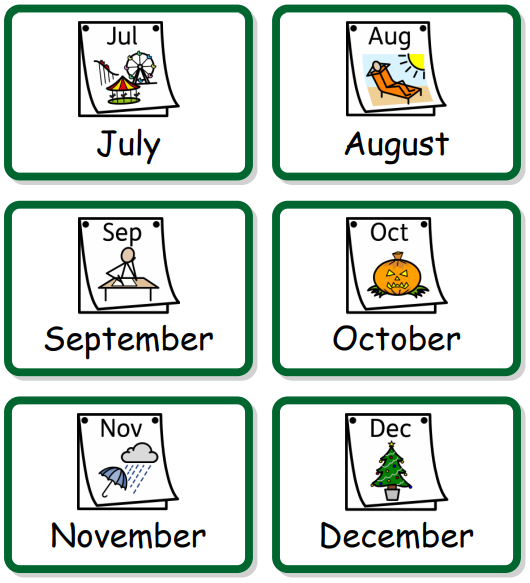 Jul
July
Aug
August
Sep
September
Oct
October
Nov
November
Dec
December